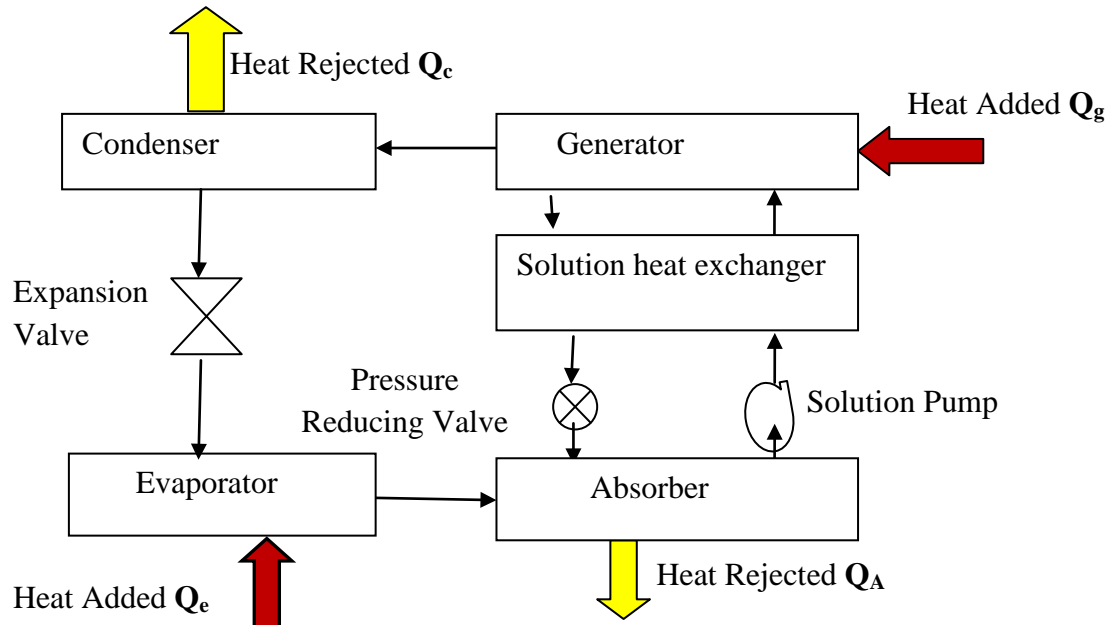 Heat Rejected Qc
Heat Added Qg
Condenser
Generator
Solution heat exchanger
Expansion
Valve
Pressure
Reducing Valve
Solution Pump
Evaporator
Absorber
Heat Rejected QA
Heat Added Qe